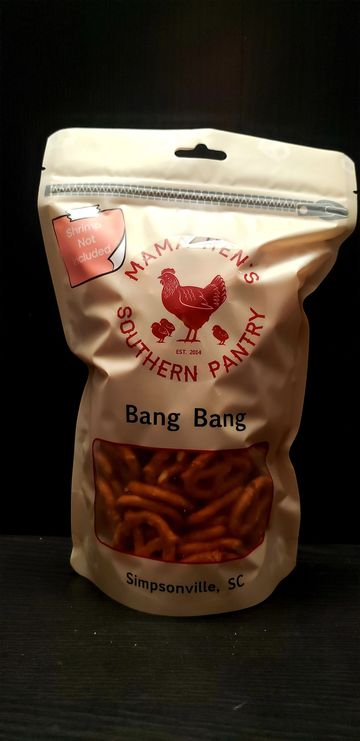 Shrimp
Not
Included
MAMA HEN'S
SOUTHERN PANTRY
EST. 2014
Bang Bang
Simpsonville, SC